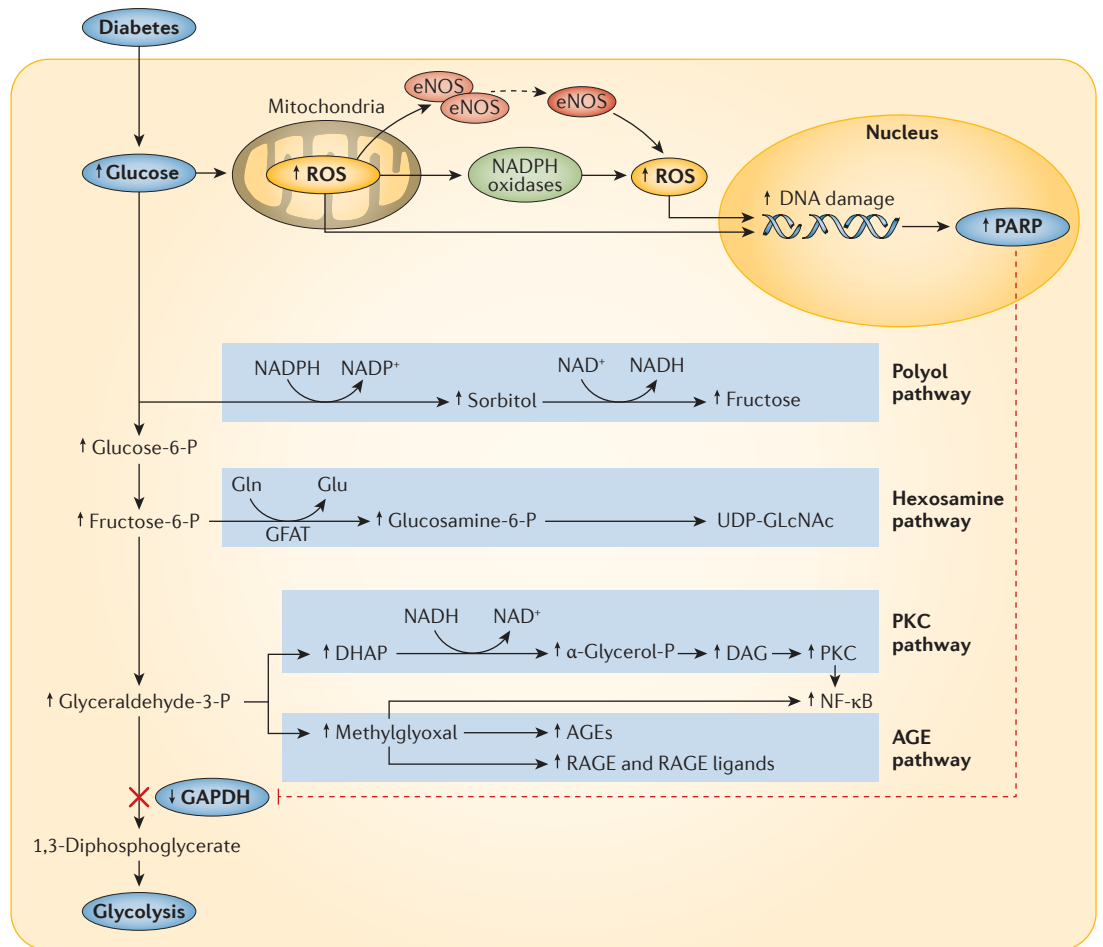 Diabetes
Mitochondria
eNOS
eNOS
eNOS
Nucleus
↑ Glucose
↑ ROS
NADPH
oxidases
↑ ROS
↑ DNA damage
↑ PARP
NADPH
NADP⁺
NAD⁺
NADH
↑ Sorbitol
↑ Fructose
Polyol
pathway
↑ Glucose-6-P
Gln
Glu
↑ Fructose-6-P
GFAT
↑ Glucosamine-6-P
UDP-GLcNAc
Hexosamine
pathway
NADH
NAD⁺
↑ DHAP
↑ α-Glycerol-P
↑ DAG
↑ PKC
PKC
pathway
↑ Glyceraldehyde-3-P
↑ NF-κB
↑ Methylglyoxal
↑ AGEs
↑ RAGE and RAGE ligands
AGE
pathway
↓ GAPDH
1,3-Diphosphoglycerate
Glycolysis